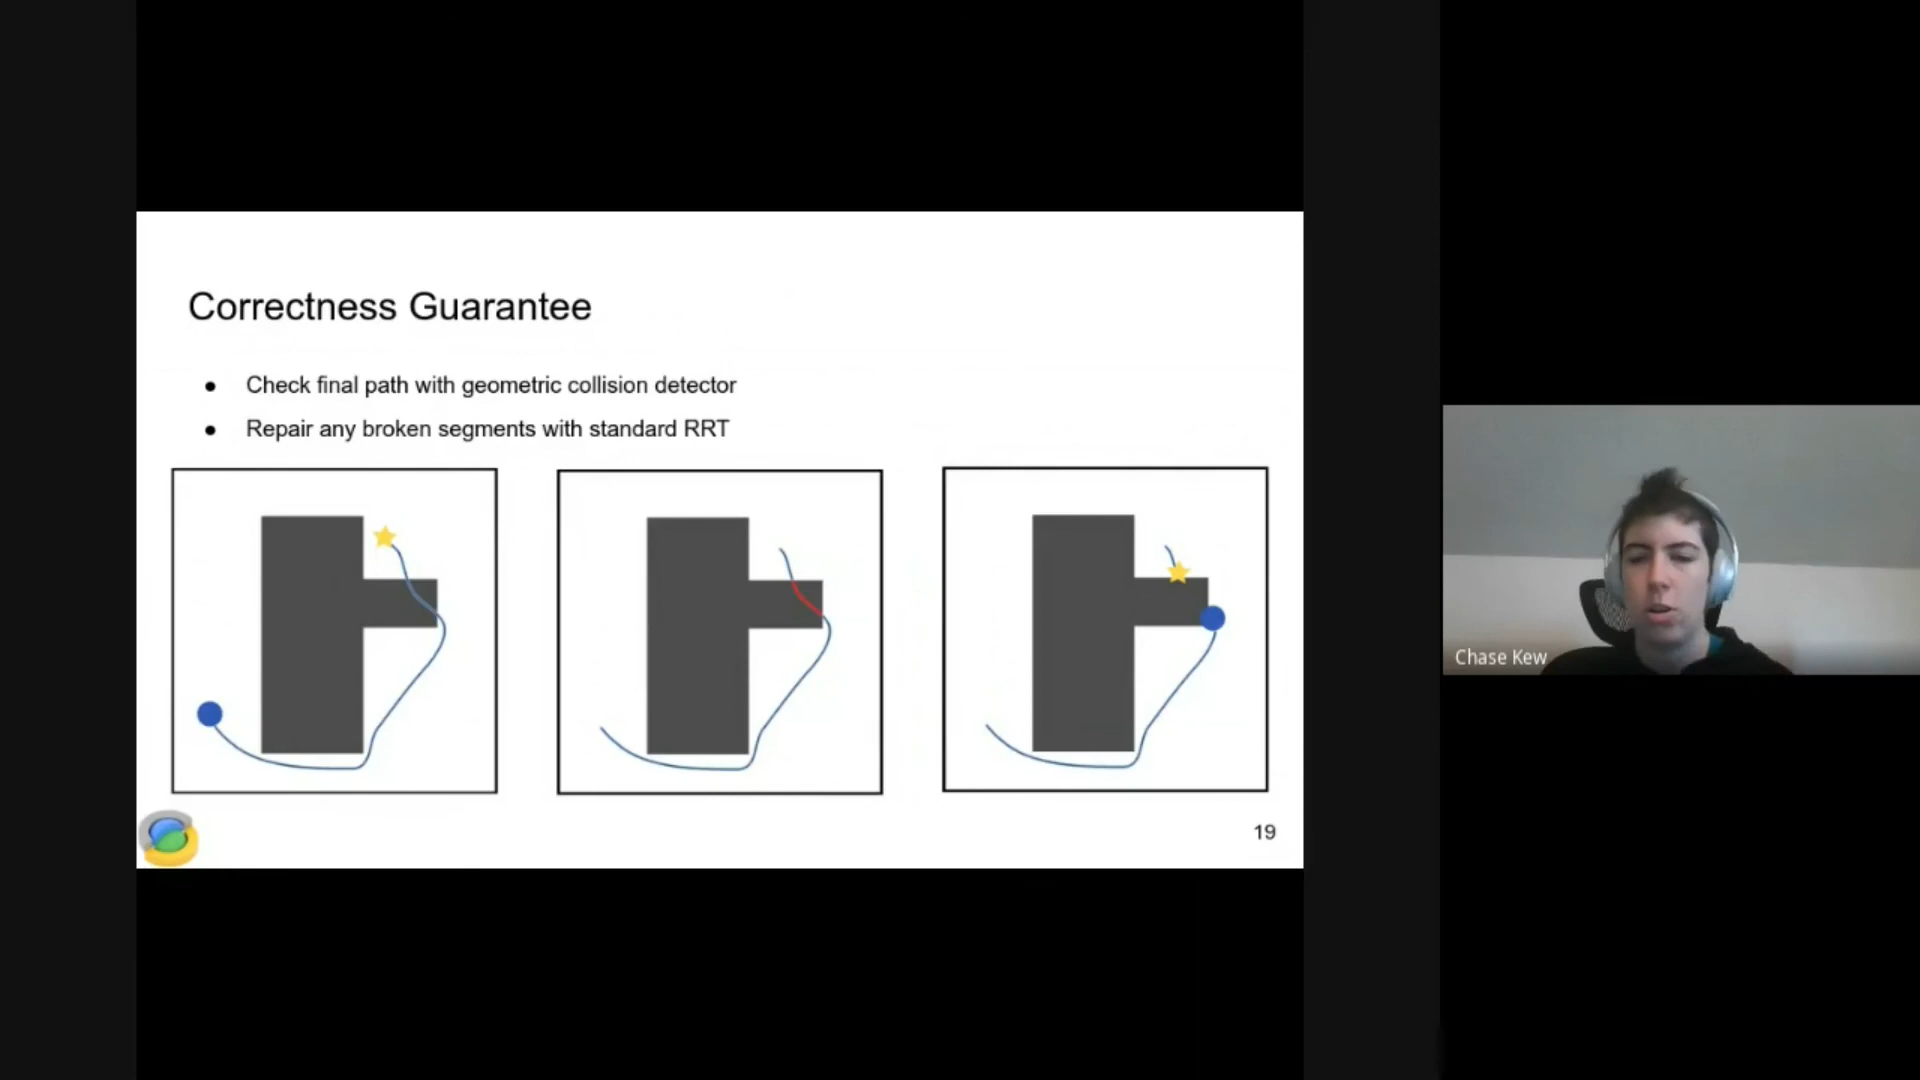 Correctness Guarantee
● Check final path with geometric collision detector
● Repair any broken segments with standard RRT
19
Chase Kew